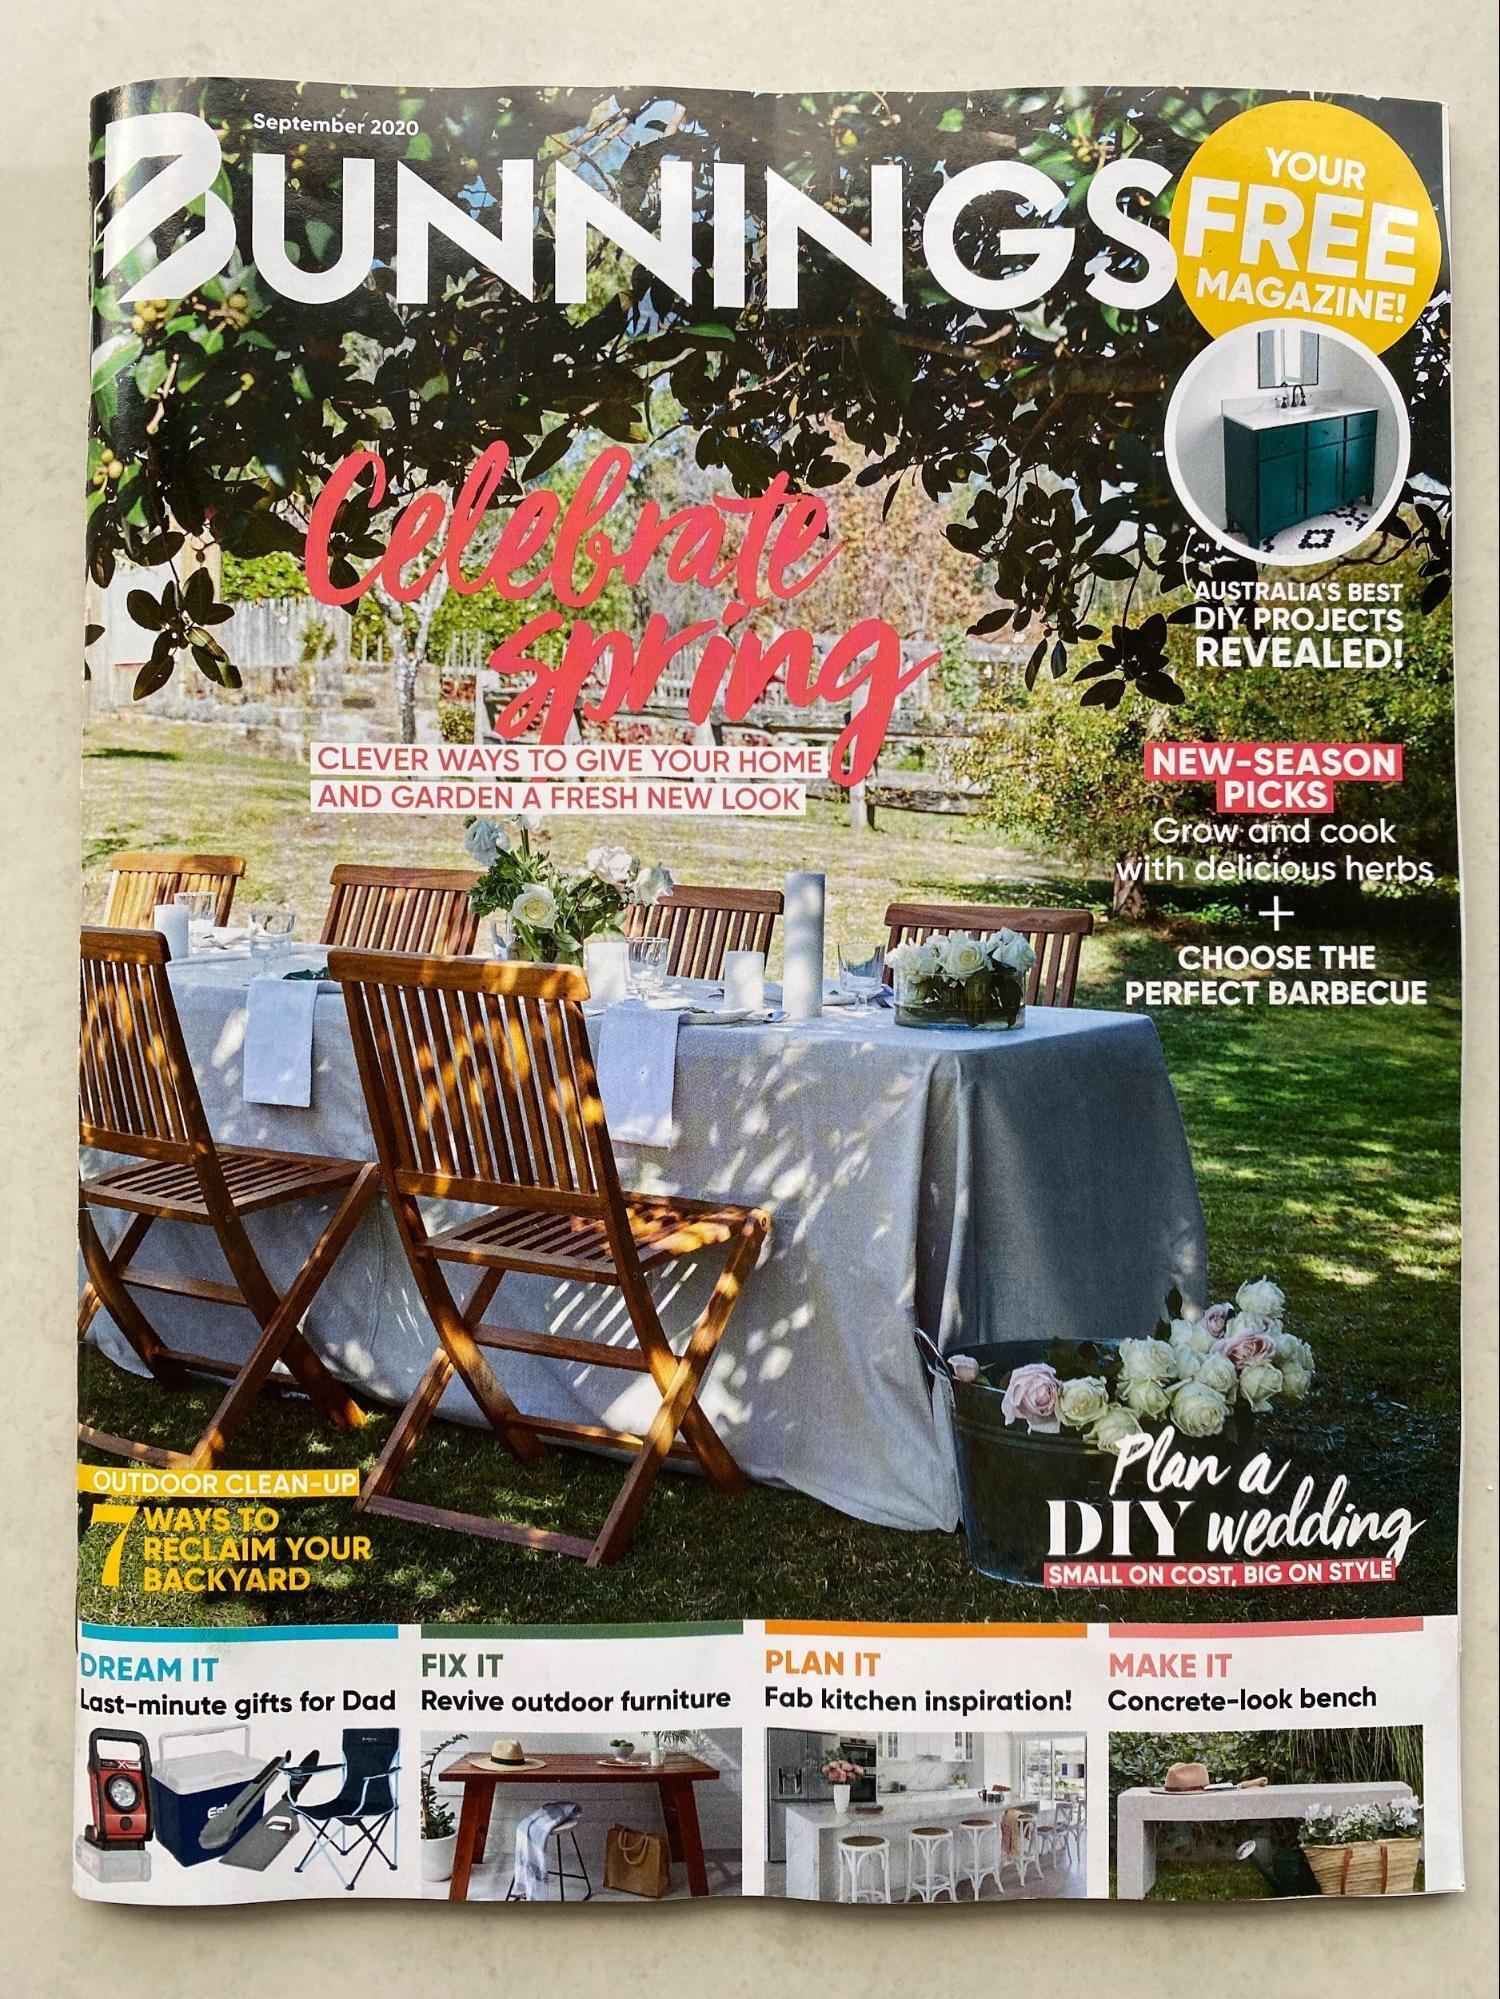 September 2020
BUNNINGS
YOUR
FREE
MAGAZINE!
AUSTRALIA'S BEST
DIY PROJECTS
REVEALED!
Celebrate
spring
CLEVER WAYS TO GIVE YOUR HOME
AND GARDEN A FRESH NEW LOOK
NEW-SEASON
PICKS
Grow and cook
with delicious herbs
+
CHOOSE THE
PERFECT BARBECUE
OUTDOOR CLEAN-UP
7 WAYS TO
RECLAIM YOUR
BACKYARD
Plan a
DIY wedding
SMALL ON COST, BIG ON STYLE
DREAM IT
Last-minute gifts for Dad
FIX IT
Revive outdoor furniture
PLAN IT
Fab kitchen inspiration!
MAKE IT
Concrete-look bench